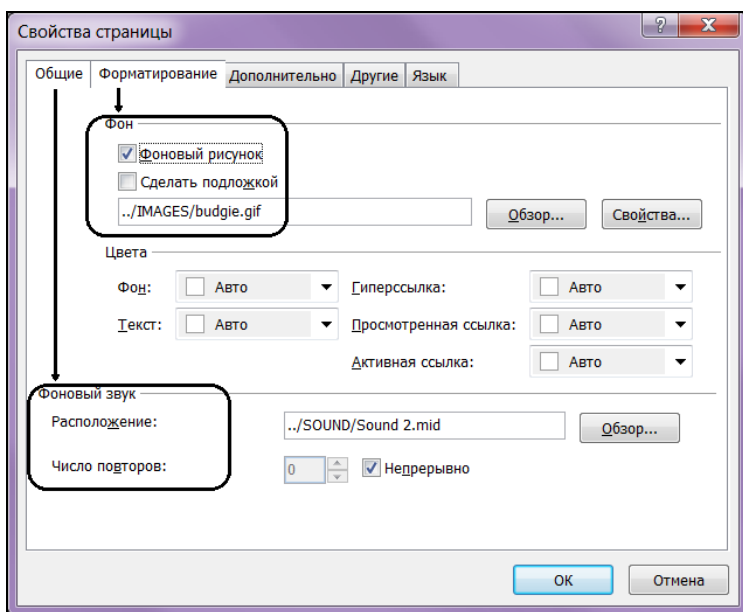 Свойства страницы
Общие Форматирование Дополнительно Другие Язык
Фон
Фоновый рисунок
Сделать подложкой
../IMAGES/budgie.gif Обзор... Свойства...
Цвета
Фон: Авто Гиперссылка: Авто
Текст: Авто Просмотренная ссылка: Авто
Активная ссылка: Авто
Фоновый звук
Расположение: ../SOUND/Sound 2.mid Обзор...
Число повторов: 0 Непрерывно
ОК Отмена